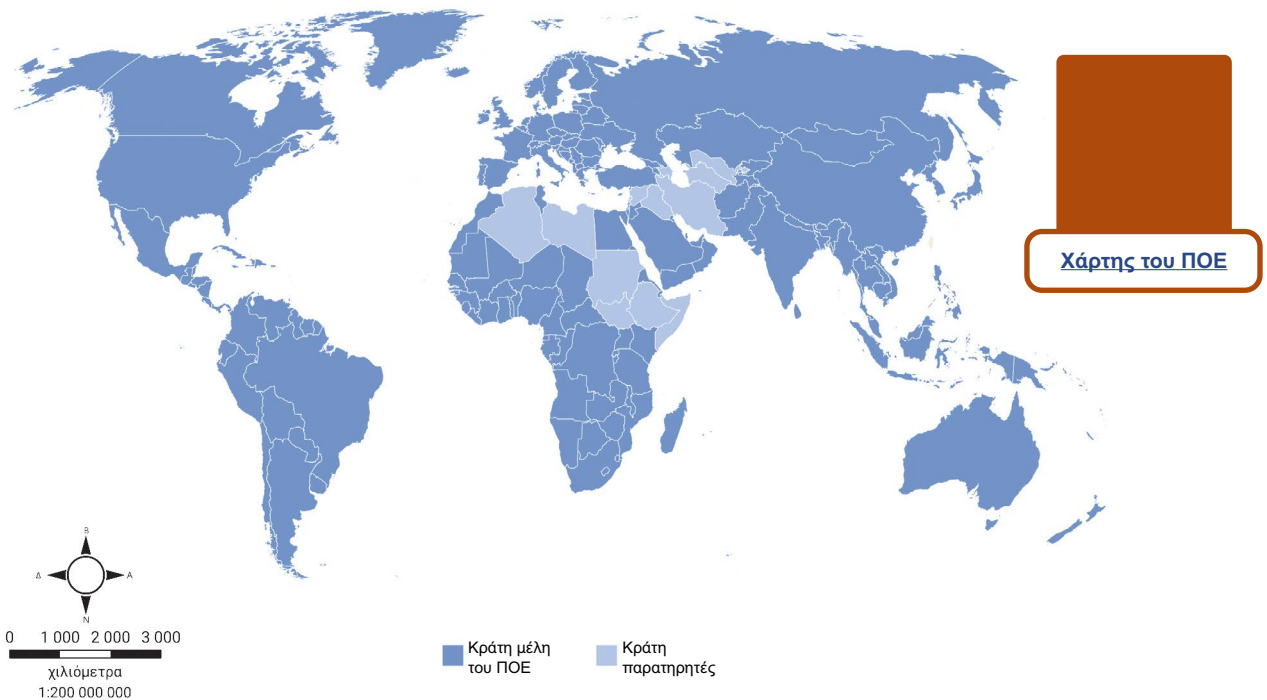 Χάρτης του ΠΟΕ
Β
Δ Α
Ν
0 1 000 2 000 3 000
χιλιόμετρα
1:200 000 000
Κράτη μέλη
του ΠΟΕ
Κράτη
παρατηρητές